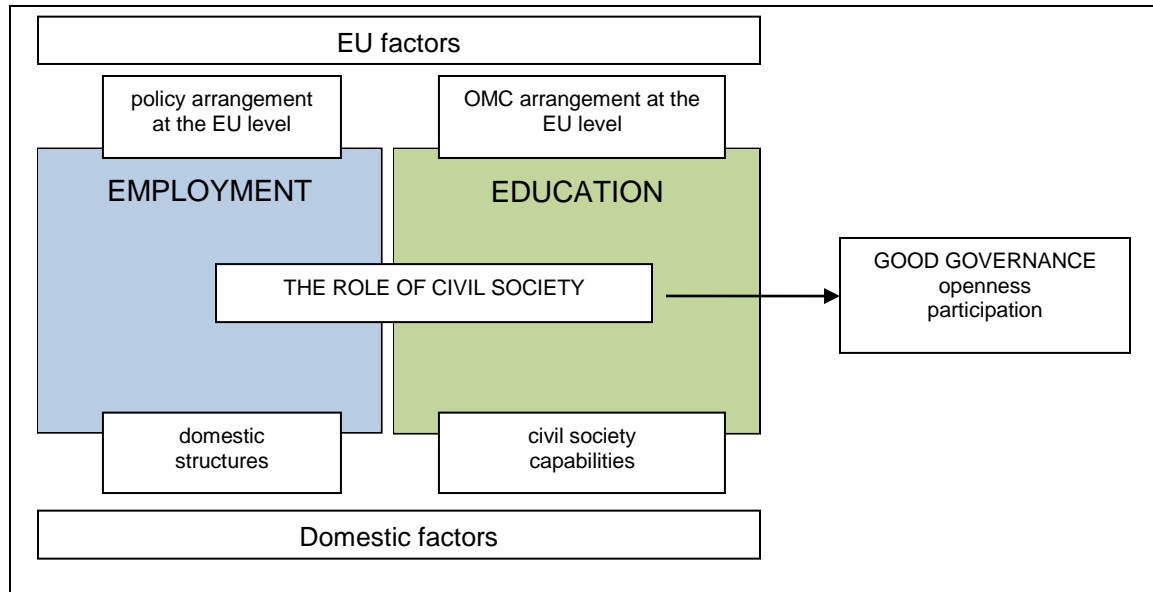 EU factors
policy arrangement
at the EU level
OMC arrangement at the
EU level
EMPLOYMENT
EDUCATION
THE ROLE OF CIVIL SOCIETY
GOOD GOVERNANCE
openness
participation
domestic
structures
civil society
capabilities
Domestic factors